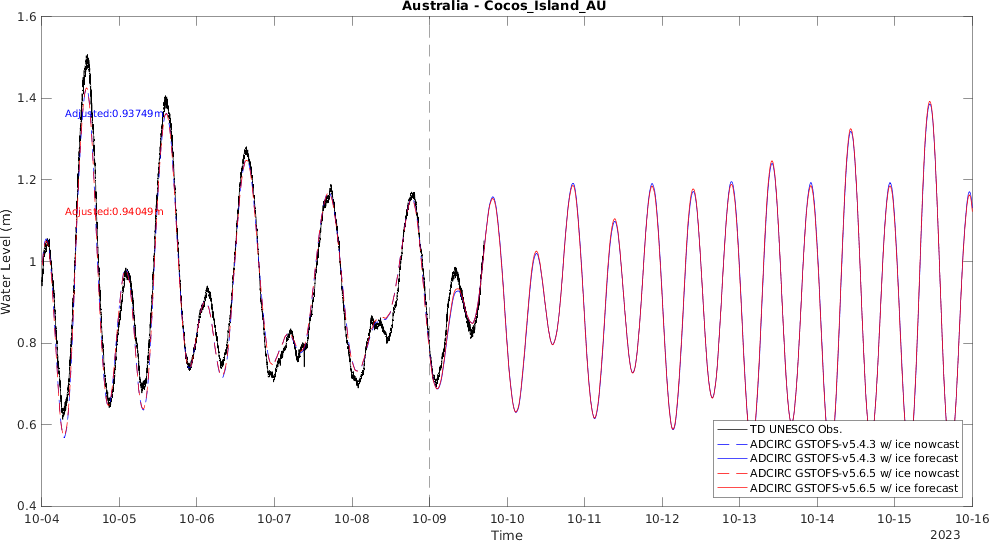 Australia - Cocos_Island_AU
1.6
1.4
1.2
1
0.8
0.6
0.4
Water Level (m)
Adjusted:0.93749m
Adjusted:0.94049m
TD UNESCO Obs.
ADCIRC GSTOFS-v5.4.3 w/ ice nowcast
ADCIRC GSTOFS-v5.4.3 w/ ice forecast
ADCIRC GSTOFS-v5.6.5 w/ ice nowcast
ADCIRC GSTOFS-v5.6.5 w/ ice forecast
10-04 10-05 10-06 10-07 10-08 10-09 10-10 10-11 10-12 10-13 10-14 10-15 10-16
Time
2023